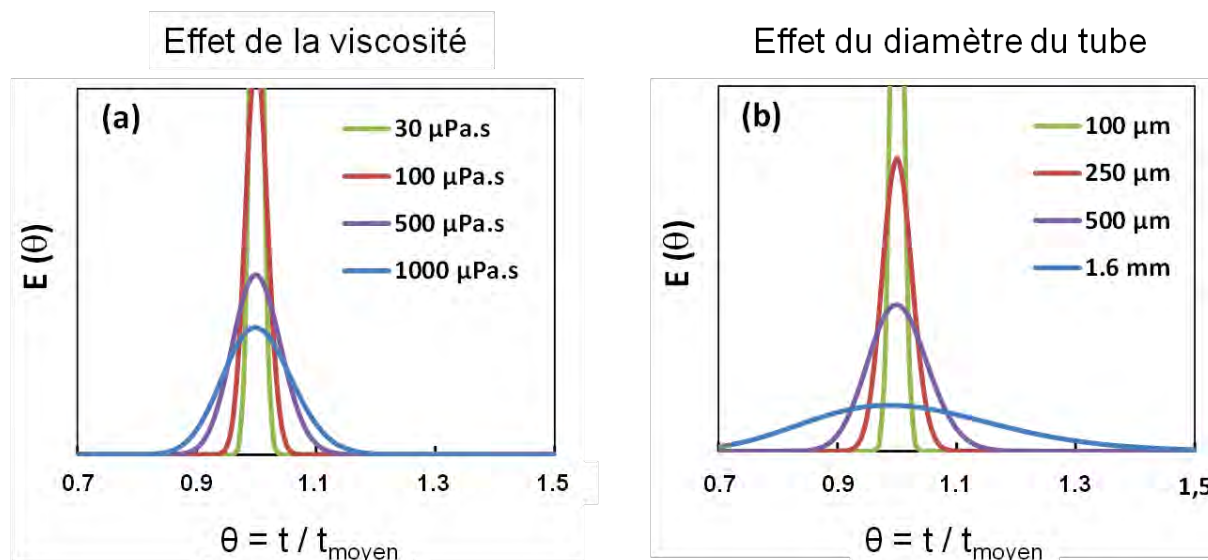 Effet de la viscosité
(a)
30 µPa.s
100 µPa.s
500 µPa.s
1000 µPa.s
E (θ)
0.7 0.9 1.1 1.3 1.5
θ = t / tmoyen
Effet du diamètre du tube
(b)
100 µm
250 µm
500 µm
1.6 mm
E (θ)
0.7 0.9 1.1 1.3 1,5
θ = t / tmoyen